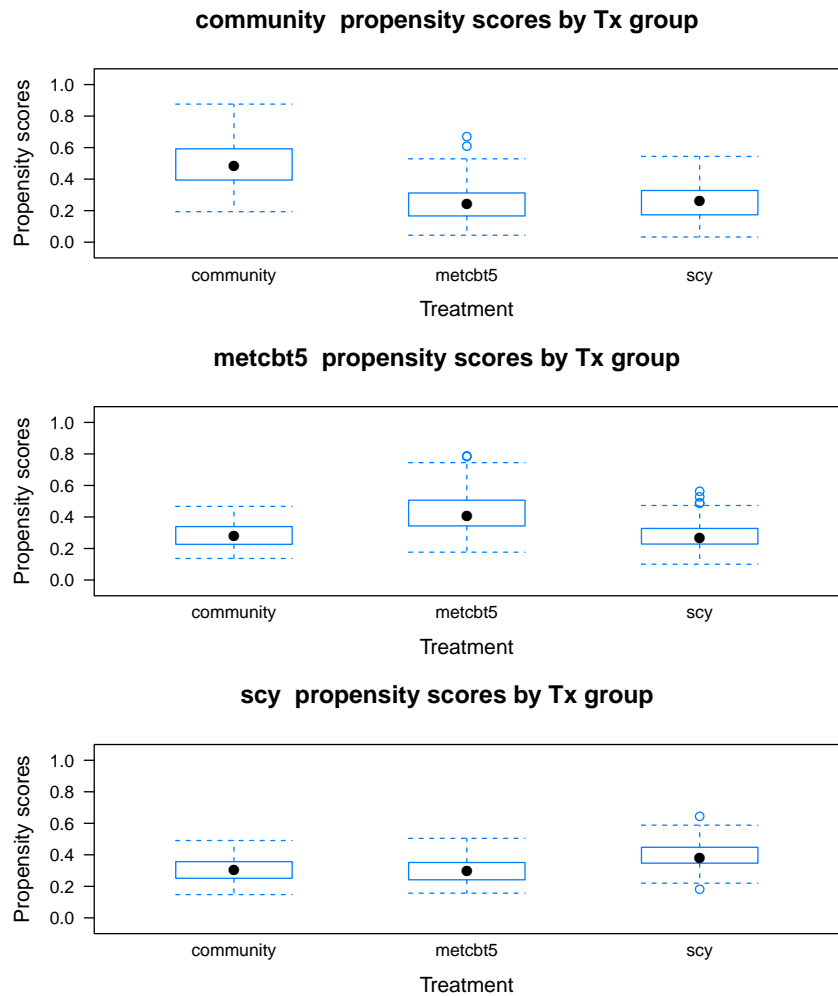 community  propensity scores by Tx group
Propensity scores
1.0
0.8
0.6
0.4
0.2
0.0
community metcbt5 scy
Treatment
metcbt5  propensity scores by Tx group
Propensity scores
1.0
0.8
0.6
0.4
0.2
0.0
community metcbt5 scy
Treatment
scy  propensity scores by Tx group
Propensity scores
1.0
0.8
0.6
0.4
0.2
0.0
community metcbt5 scy
Treatment